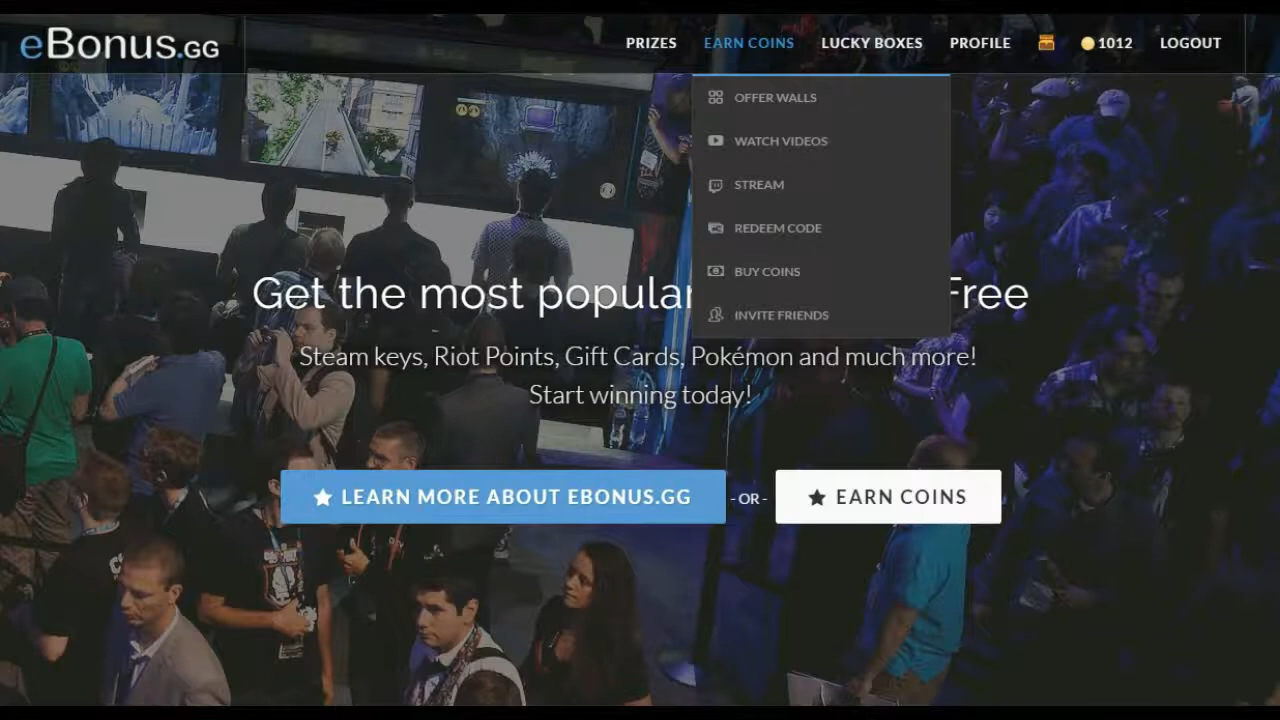 eBonus.GG
PRIZES EARN COINS LUCKY BOXES PROFILE 1012 LOGOUT
OFFER WALLS
WATCH VIDEOS
STREAM
REDEEM CODE
BUY COINS
INVITE FRIENDS
Get the most popular Free
Steam keys, Riot Points, Gift Cards, Pokémon and much more!
Start winning today!
LEARN MORE ABOUT EBONUS.GG - OR - EARN COINS